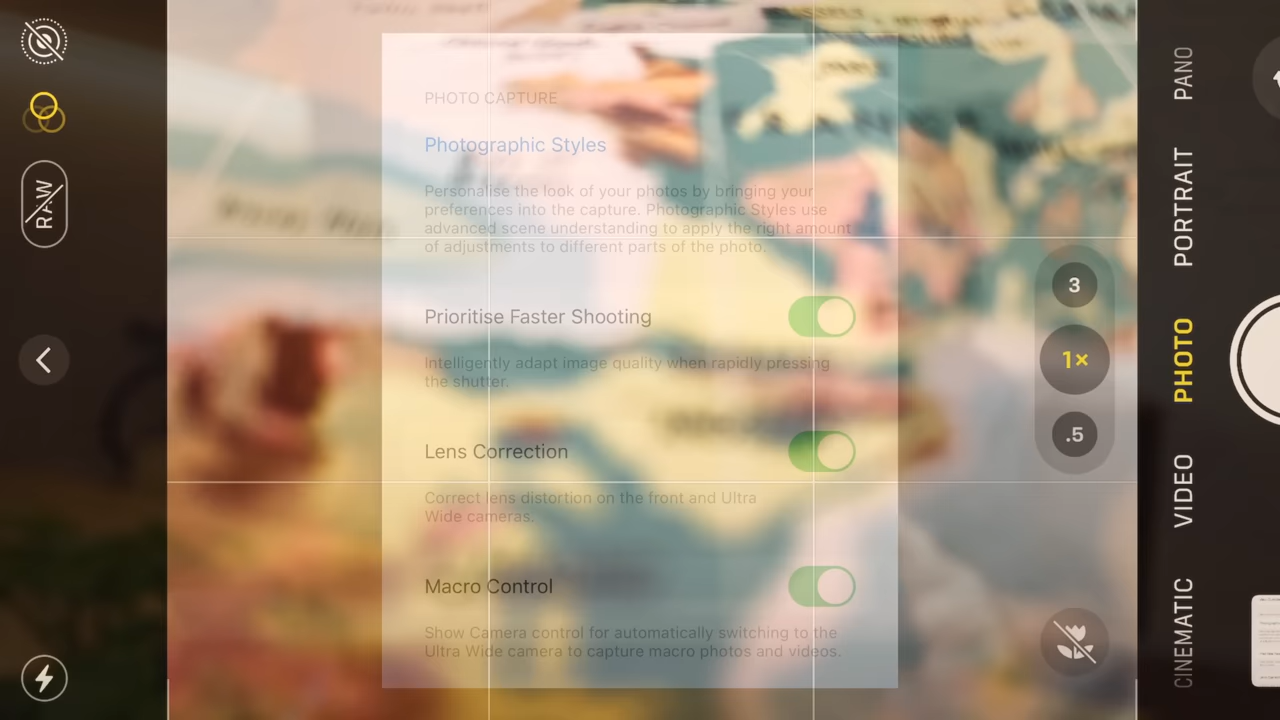 RAW
PHOTO CAPTURE
Photographic Styles
Personalise the look of your photos by bringing your
preferences into the capture. Photographic Styles use
advanced scene understanding to apply the right amount
of adjustments to different parts of the photo.
Prioritise Faster Shooting
Intelligently adapt image quality when rapidly pressing
the shutter.
Lens Correction
Correct lens distortion on the front and Ultra
Wide cameras.
Macro Control
Show Camera control for automatically switching to the
Ultra Wide camera to capture macro photos and videos.
3
1×
.5
PANO
PORTRAIT
PHOTO
VIDEO
CINEMATIC